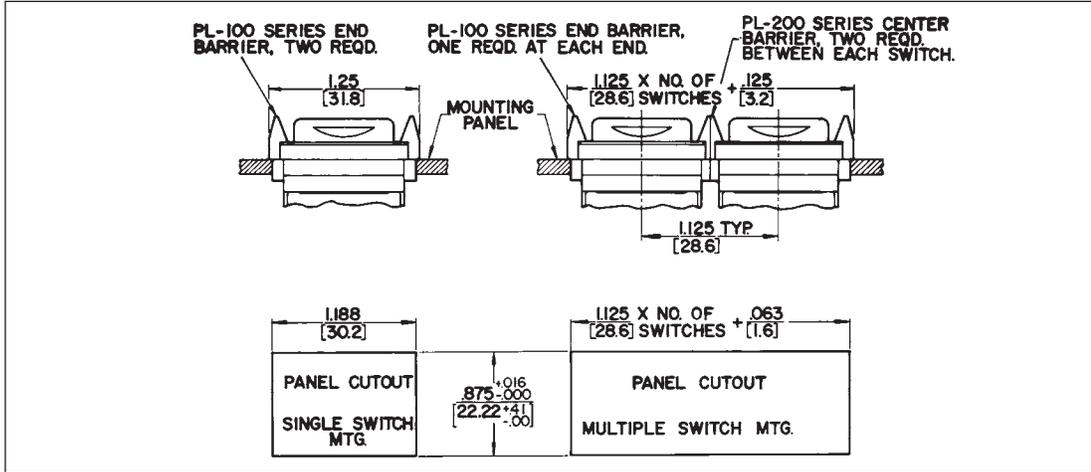 PL-100 SERIES END
BARRIER, TWO REQD.
PL-100 SERIES END BARRIER,
ONE REQD. AT EACH END.
PL-200 SERIES CENTER
BARRIER, TWO REQD.
BETWEEN EACH SWITCH.
1.25
[31.8]
MOUNTING
PANEL
1.125 X NO. OF + .125
[28.6] SWITCHES [3.2]
1.125 TYP.
[28.6]
1.188
[30.2]
1.125 X NO. OF + .063
[28.6] SWITCHES [1.6]
PANEL CUTOUT
SINGLE SWITCH
MTG.
.875 +.016 -.000
[22.22 +41 -.00]
PANEL CUTOUT
MULTIPLE SWITCH MTG.